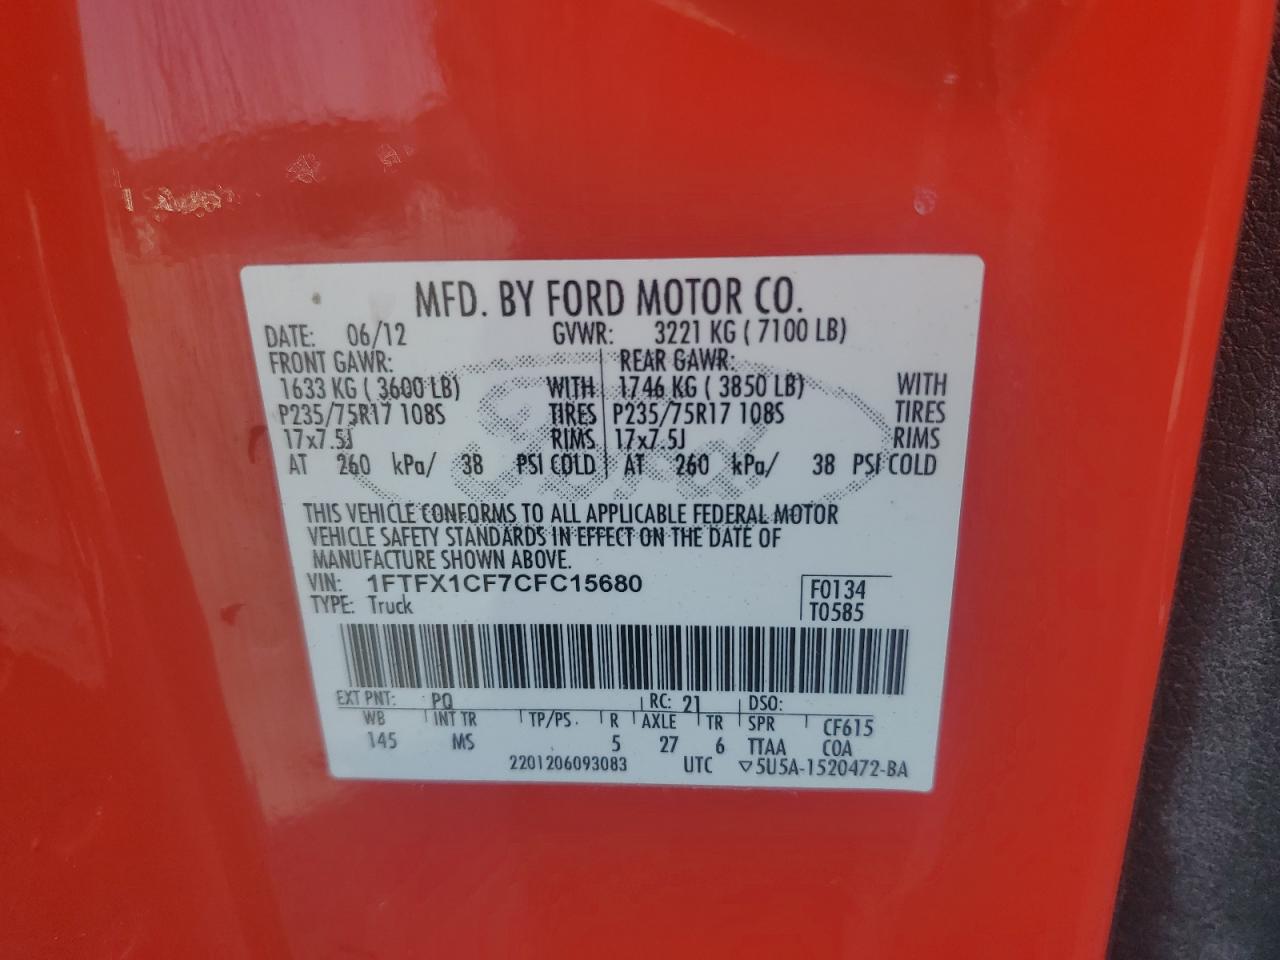 MFD. BY FORD MOTOR CO.
DATE: 06/12 GVWR: 3221 KG ( 7100 LB)
FRONT GAWR: REAR GAWR:
1633 KG ( 3600 LB) WITH 1746 KG ( 3850 LB) WITH
P235/75R17 108S TIRES P235/75R17 108S TIRES
17x7.5J RIMS 17x7.5J RIMS
AT 260 kPa/ 38 PSI COLD AT 260 kPa/ 38 PSI COLD
Ford
THIS VEHICLE CONFORMS TO ALL APPLICABLE FEDERAL MOTOR
VEHICLE SAFETY STANDARDS IN EFFECT ON THE DATE OF
MANUFACTURE SHOWN ABOVE.
VIN: 1FTFX1CF7CFC15680 F0134
TYPE: Truck T0585
EXT PNT: PQ RC: 21 DSO:
WB INT TR TP/PS R AXLE TR SPR CF615
145 MS 5 27 6 TTAA COA
2201206093083 UTC ▽5U5A-1520472-BA